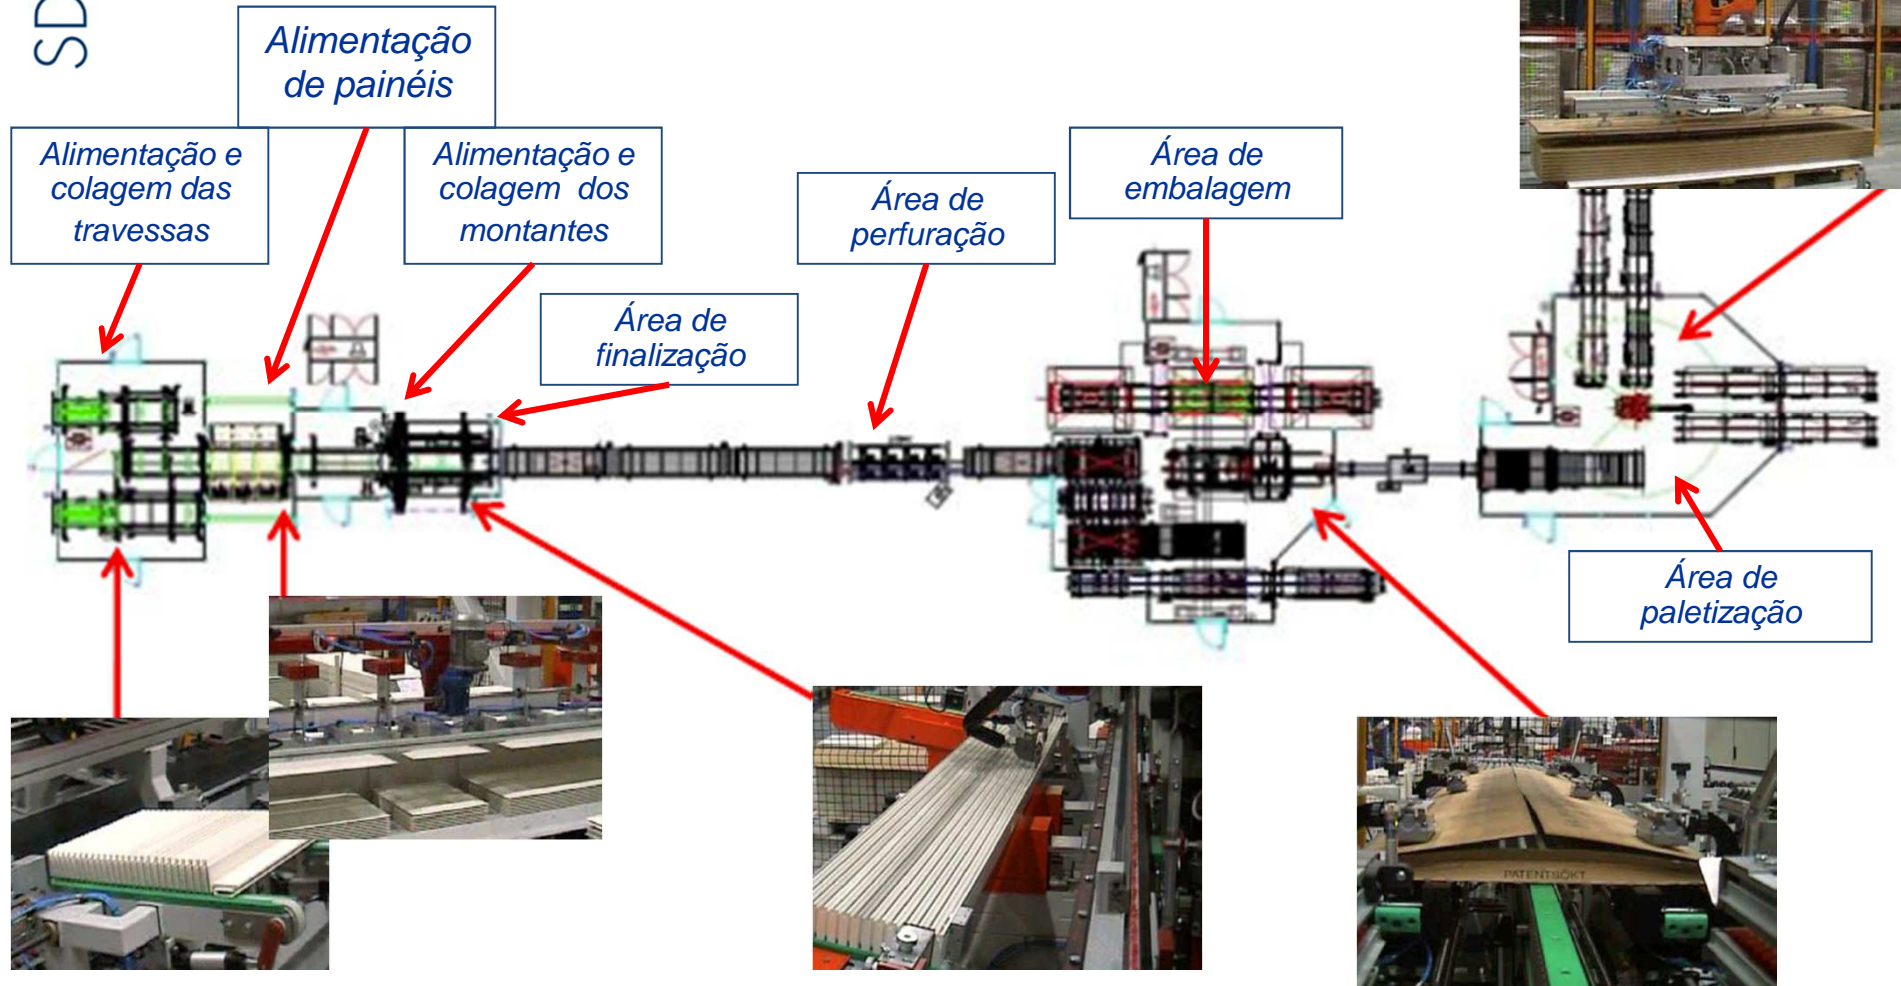 SD
Alimentação
de painéis
Alimentação e
colagem das
travessas
Alimentação e
colagem dos
montantes
Área de
finalização
Área de
perfuração
Área de
embalagem
Área de
paletização
PATENTSÖKT